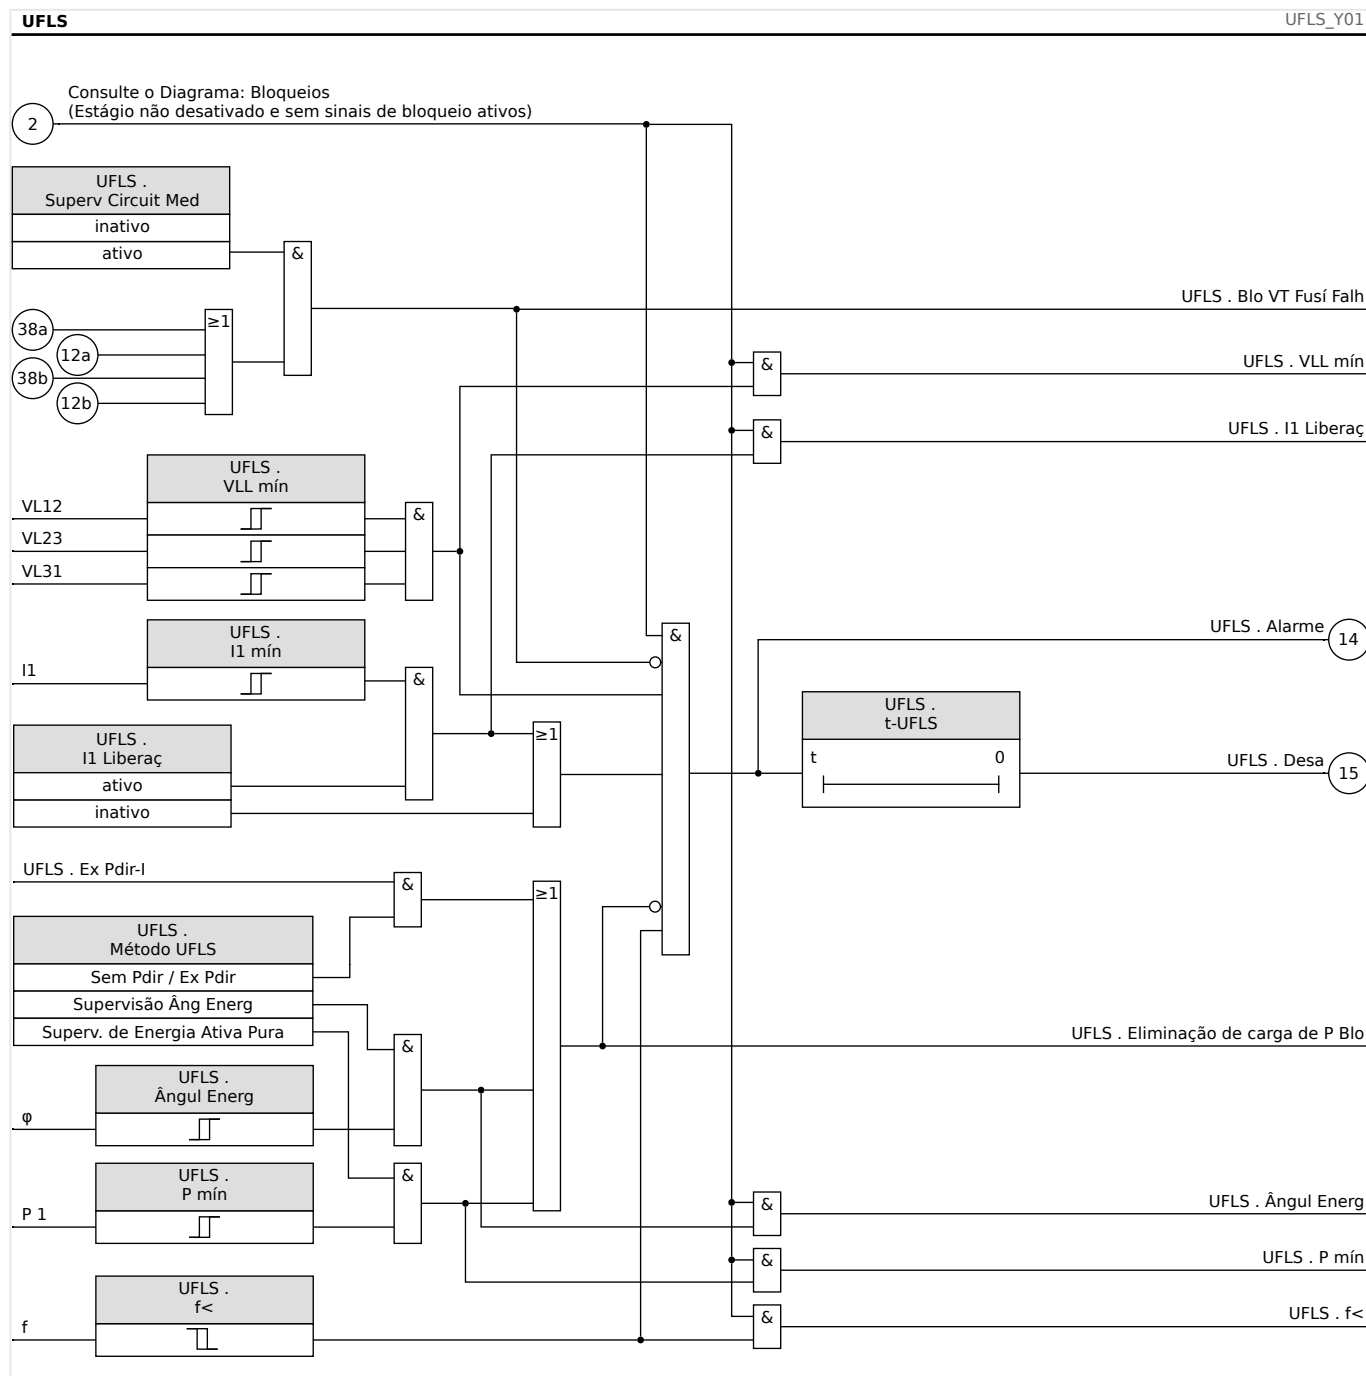 UFLS
UFLS_Y01
Consulte o Diagrama: Bloqueios
(Estágio não desativado e sem sinais de bloqueio ativos)
2
UFLS .
Superv Circuit Med
inativo
ativo
&
UFLS . Blo VT Fusí Falh
38a
12a
38b
12b
≥1
&
UFLS . VLL mín
&
UFLS . I1 Liberaç
UFLS .
VLL mín
VL12
VL23
VL31
&
UFLS .
I1 mín
I1
&
UFLS .
I1 Liberaç
ativo
inativo
≥1
&
UFLS . Alarme
14
UFLS .
t-UFLS
t
0
UFLS . Desa
15
UFLS . Ex Pdir-I
&
≥1
UFLS .
Método UFLS
Sem Pdir / Ex Pdir
Supervisão Âng Energ
Superv. de Energia Ativa Pura
&
UFLS . Eliminação de carga de P Blo
UFLS .
Ângul Energ
φ
UFLS .
P mín
P 1
&
&
UFLS . Ângul Energ
&
UFLS . P mín
UFLS .
f<
f
&
UFLS . f<